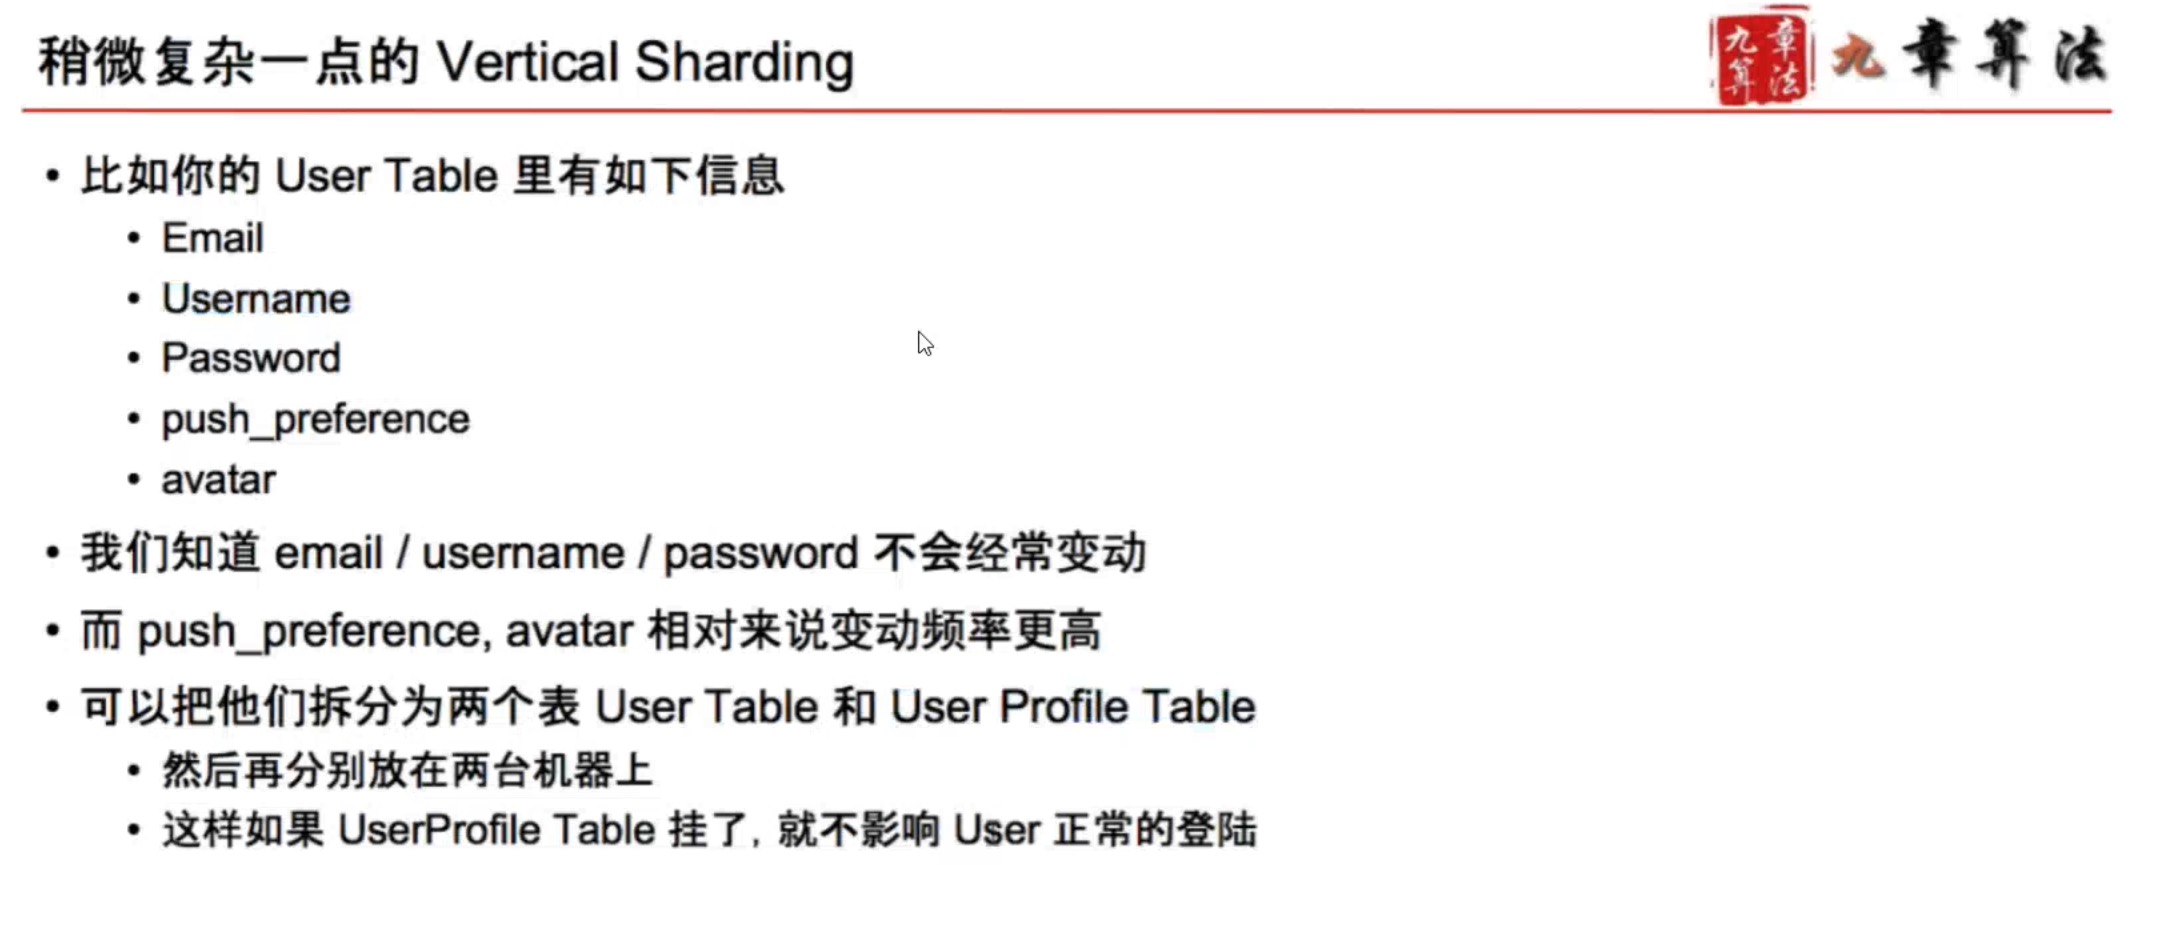 稍微复杂一点的 Vertical Sharding
九章算法
九章算法
• 比如你的 User Table 里有如下信息
• Email
• Username
• Password
• push_preference
• avatar
• 我们知道 email / username / password 不会经常变动
• 而 push_preference, avatar 相对来说变动频率更高
• 可以把他们拆分为两个表 User Table 和 User Profile Table
• 然后再分别放在两台机器上
• 这样如果 UserProfile Table 挂了, 就不影响 User 正常的登陆